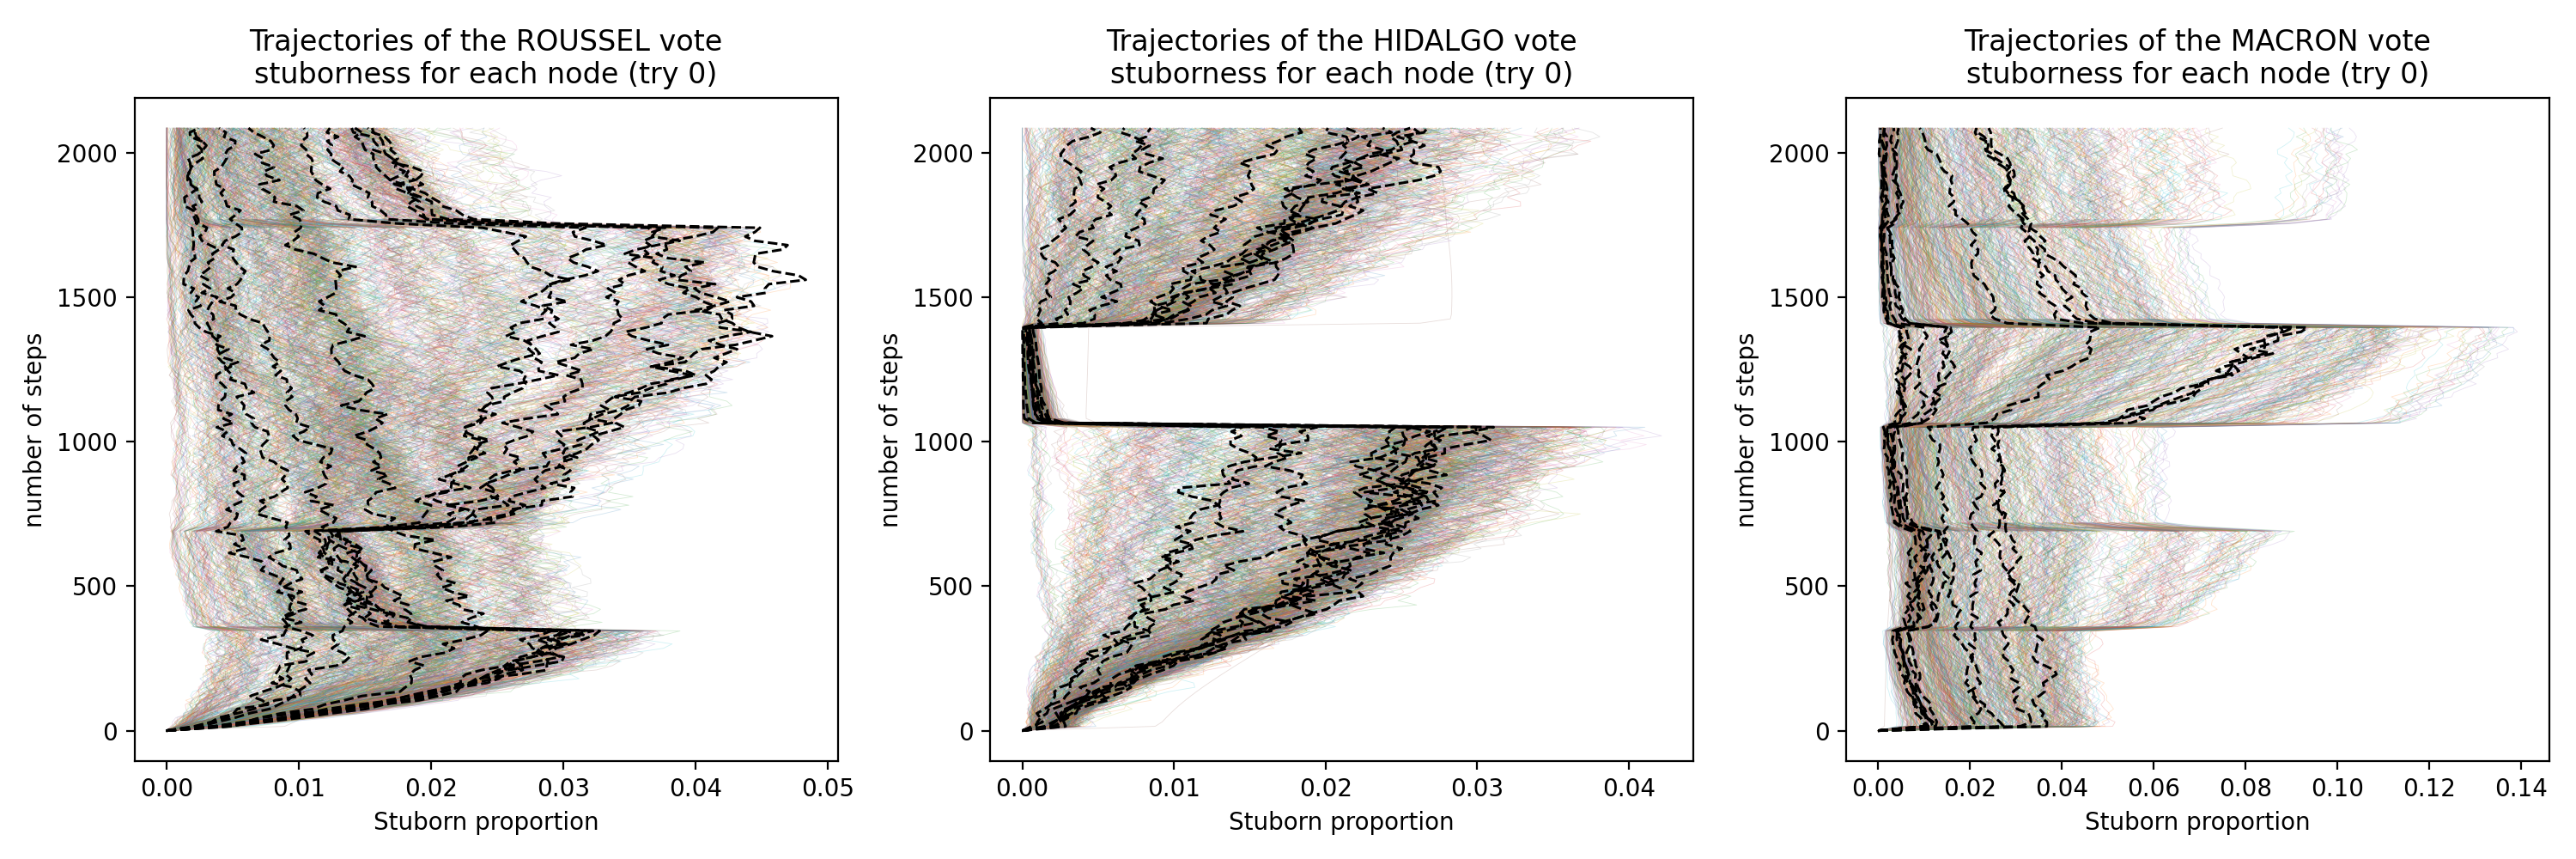 Trajectories of the ROUSSEL vote
stuborness for each node (try 0)
number of steps
2000
1500
1000
500
0
0.00 0.01 0.02 0.03 0.04 0.05
Stuborn proportion
Trajectories of the HIDALGO vote
stuborness for each node (try 0)
number of steps
2000
1500
1000
500
0
0.00 0.01 0.02 0.03 0.04
Stuborn proportion
Trajectories of the MACRON vote
stuborness for each node (try 0)
number of steps
2000
1500
1000
500
0
0.00 0.02 0.04 0.06 0.08 0.10 0.12 0.14
Stuborn proportion